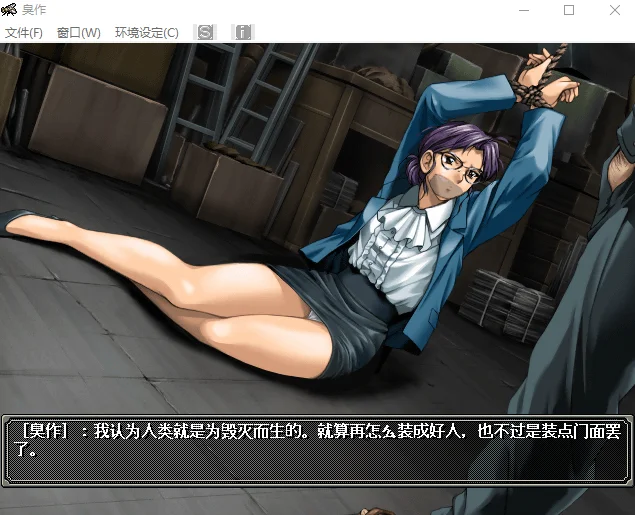 臭作
文件(F) 窗口(W) 环境设定(C) S i
［臭作］：我认为人类就是为毁灭而生的。就算再怎么装成好人，也不过是装点门面罢
了。